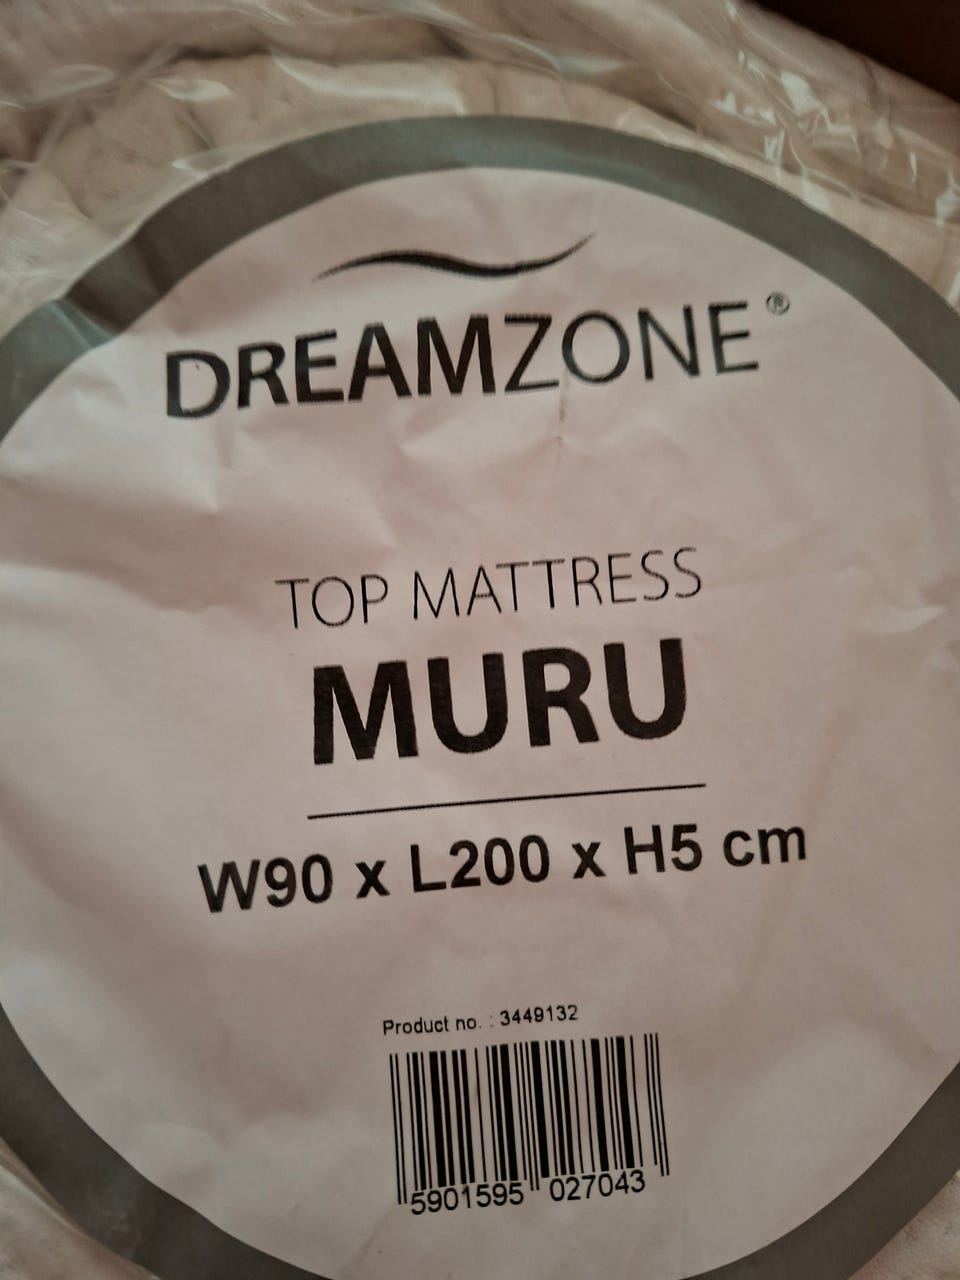 DREAMZONE®
TOP MATTRESS
MURU
W90 x L200 x H5 cm
Product no. : 3449132
5901595 027043